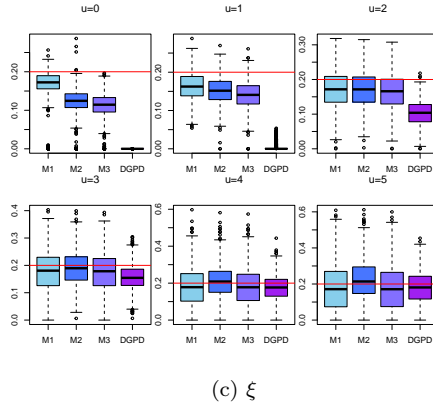 u=0 u=1 u=2
0.00 0.10 0.20 0.00 0.10 0.20 0.00 0.10 0.20 0.30
M1 M2 M3 DGPD M1 M2 M3 DGPD M1 M2 M3 DGPD
u=3 u=4 u=5
0.0 0.1 0.2 0.3 0.4 0.0 0.2 0.4 0.6 0.0 0.2 0.4 0.6
M1 M2 M3 DGPD M1 M2 M3 DGPD M1 M2 M3 DGPD
(c) ξ